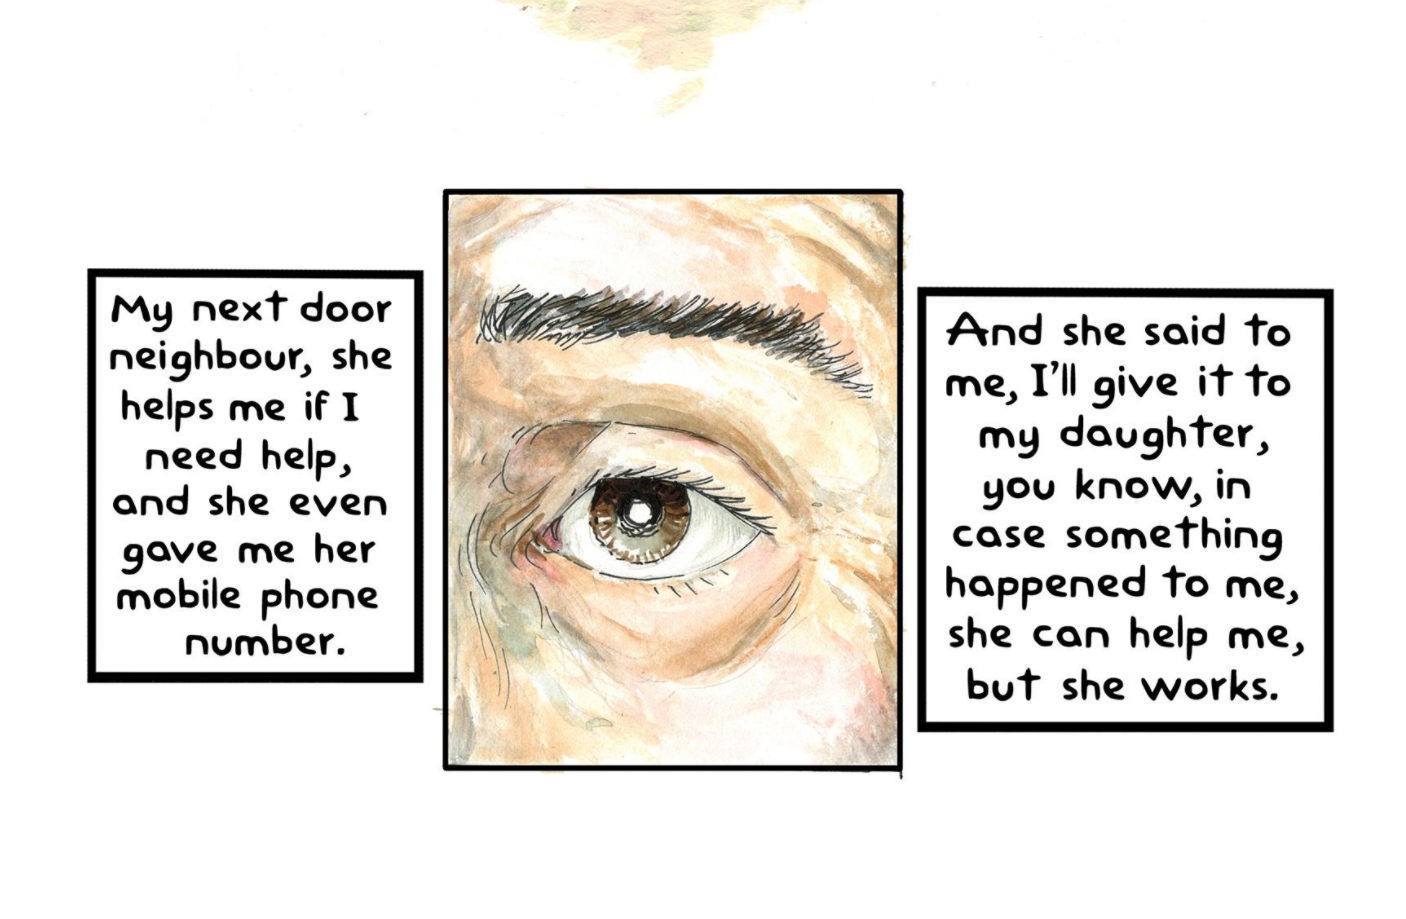 My next door
neighbour, she
helps me if I
need help,
and she even
gave me her
mobile phone
number.
And she said to
me, I'll give it to
my daughter,
you know, in
case something
happened to me,
she can help me,
but she works.